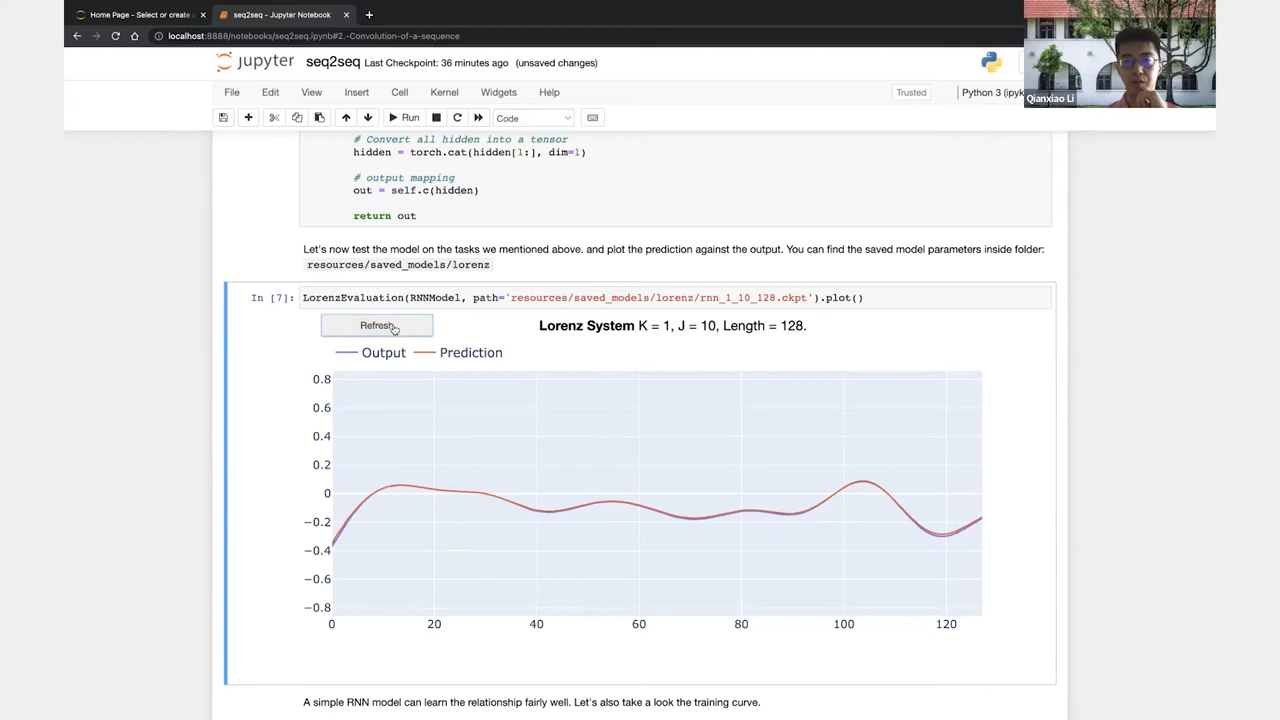 Home Page - Select or create
seq2seq - Jupyter Notebook
localhost:8888/notebooks/seq2seq.ipynb#2.-Convolution-of-a-sequence
jupyter seq2seq Last Checkpoint: 36 minutes ago (unsaved changes)
File Edit View Insert Cell Kernel Widgets Help
Trusted
Python 3 (ipyk
Qianxiao Li
Run
Code
# Convert all hidden into a tensor
hidden = torch.cat(hidden[1:], dim=1)
# output mapping
out = self.c(hidden)
return out
Let's now test the model on the tasks we mentioned above. and plot the prediction against the output. You can find the saved model parameters inside folder:
resources/saved_models/lorenz
In [7]: LorenzEvaluation(RNNModel, path='resources/saved_models/lorenz/rnn_1_10_128.ckpt').plot()
Refresh
Lorenz System K = 1, J = 10, Length = 128.
Output Prediction
0.8
0.6
0.4
0.2
0
−0.2
−0.4
−0.6
−0.8
0 20 40 60 80 100 120
A simple RNN model can learn the relationship fairly well. Let's also take a look the training curve.